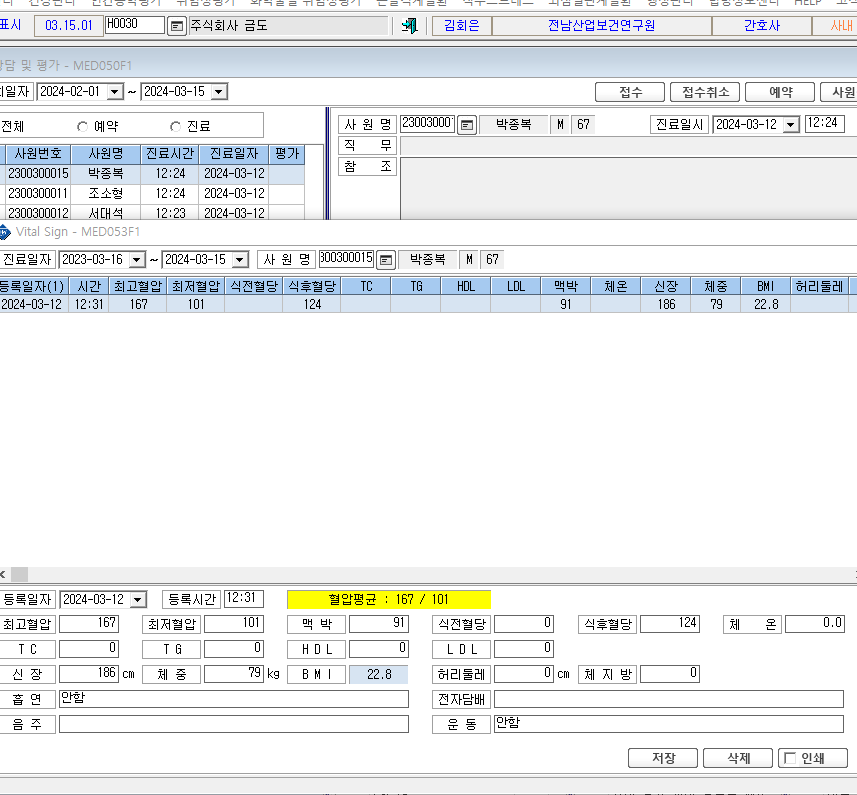 표시 03.15.01 H0030 주식회사 금도 김회은 전남산업보건연구원 간호사 사내
상담 및 평가 - MED050F1
일자 2024-02-01 ~ 2024-03-15 접수 접수취소 예약 사원
전체 예약 진료
사 원 명 23003000 박종복 M 67 진료일시 2024-03-12 12:24
직 무
참 조
사원번호 사원명 진료시간 진료일자 평가
2300300015 박종복 12:24 2024-03-12
2300300011 조소형 12:24 2024-03-12
2300300012 서대석 12:23 2024-03-12
Vital Sign - MED053F1
진료일자 2023-03-16 ~ 2024-03-15 사 원 명 300300015 박종복 M 67
등록일자(1) 시간 최고혈압 최저혈압 식전혈당 식후혈당 TC TG HDL LDL 맥박 체온 신장 체중 BMI 허리둘레
2024-03-12 12:31 167 101 124 91 186 79 22.8
등록일자 2024-03-12 등록시간 12:31 혈압평균 : 167 / 101
최고혈압 167 최저혈압 101 맥 박 91 식전혈당 0 식후혈당 124 체 온 0.0
T C 0 T G 0 H D L 0 L D L 0
신 장 186 cm 체 중 79 kg B M I 22.8 허리둘레 0 cm 체 지 방 0
흡 연 안함 전자담배
음 주 운 동 안함
저장 삭제 인쇄